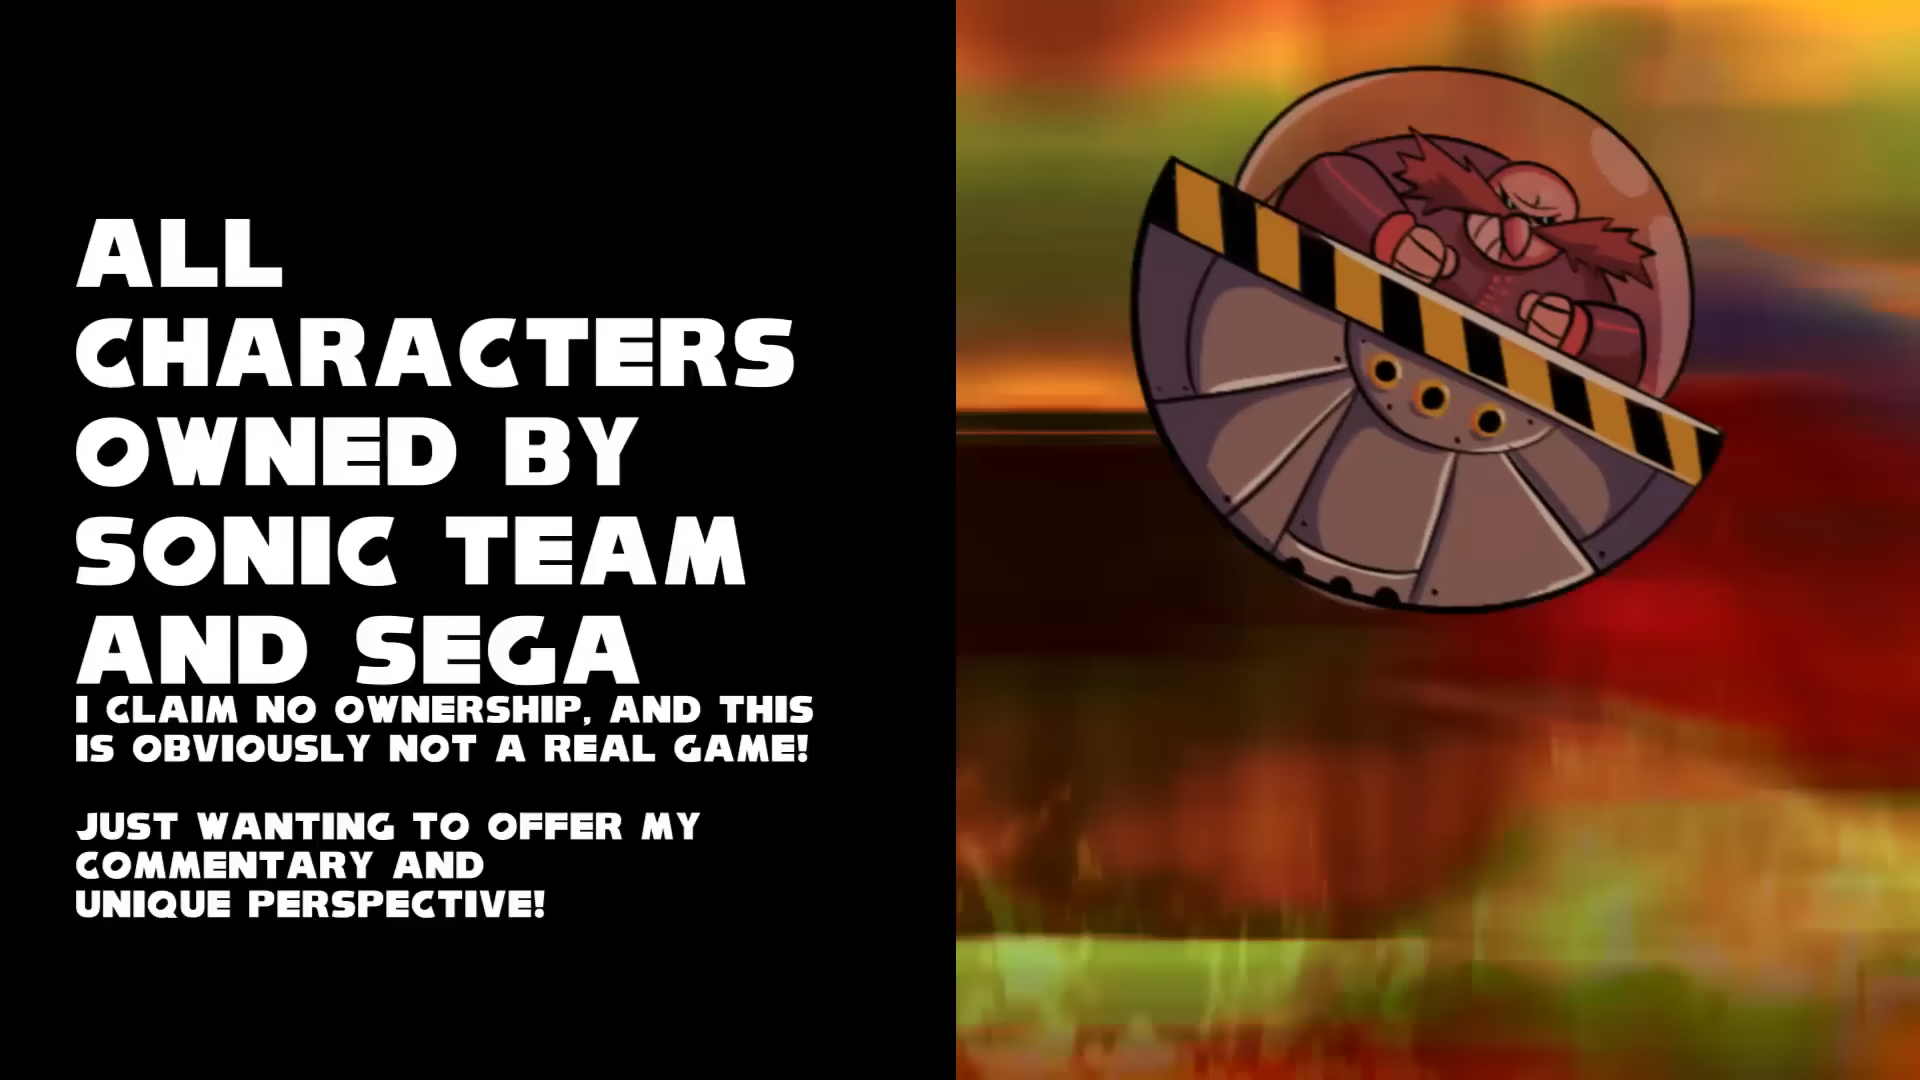 ALL
CHARACTERS
OWNED BY
SONIC TEAM
AND SEGA
I CLAIM NO OWNERSHIP, AND THIS
IS OBVIOUSLY NOT A REAL GAME!
JUST WANTING TO OFFER MY
COMMENTARY AND
UNIQUE PERSPECTIVE!